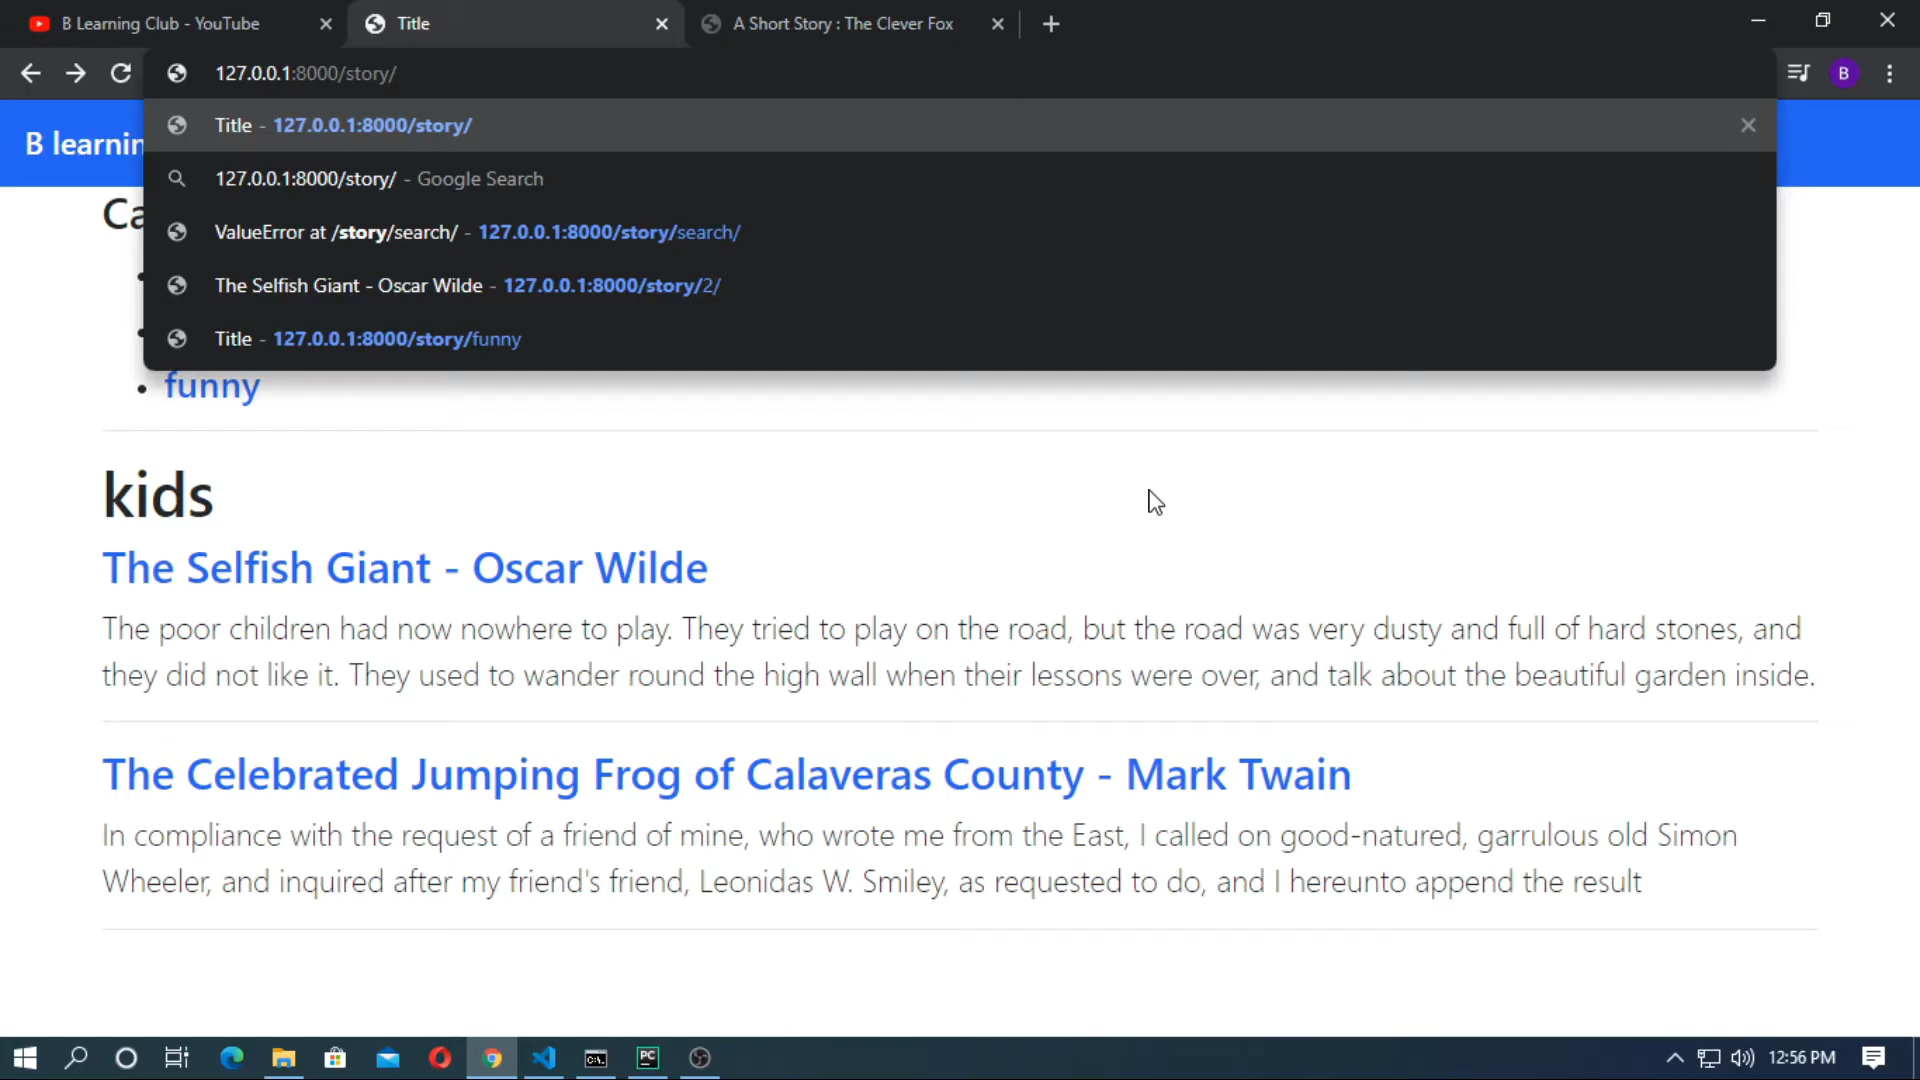 B Learning Club - YouTube
Title
A Short Story : The Clever Fox
127.0.0.1:8000/story/
B
B learnin
Title - 127.0.0.1:8000/story/
127.0.0.1:8000/story/ - Google Search
ValueError at /story/search/ - 127.0.0.1:8000/story/search/
The Selfish Giant - Oscar Wilde - 127.0.0.1:8000/story/2/
Title - 127.0.0.1:8000/story/funny
Ca
funny
kids
The Selfish Giant - Oscar Wilde
The poor children had now nowhere to play. They tried to play on the road, but the road was very dusty and full of hard stones, and
they did not like it. They used to wander round the high wall when their lessons were over, and talk about the beautiful garden inside.
The Celebrated Jumping Frog of Calaveras County - Mark Twain
In compliance with the request of a friend of mine, who wrote me from the East, I called on good-natured, garrulous old Simon
Wheeler, and inquired after my friend's friend, Leonidas W. Smiley, as requested to do, and I hereunto append the result
PC
12:56 PM